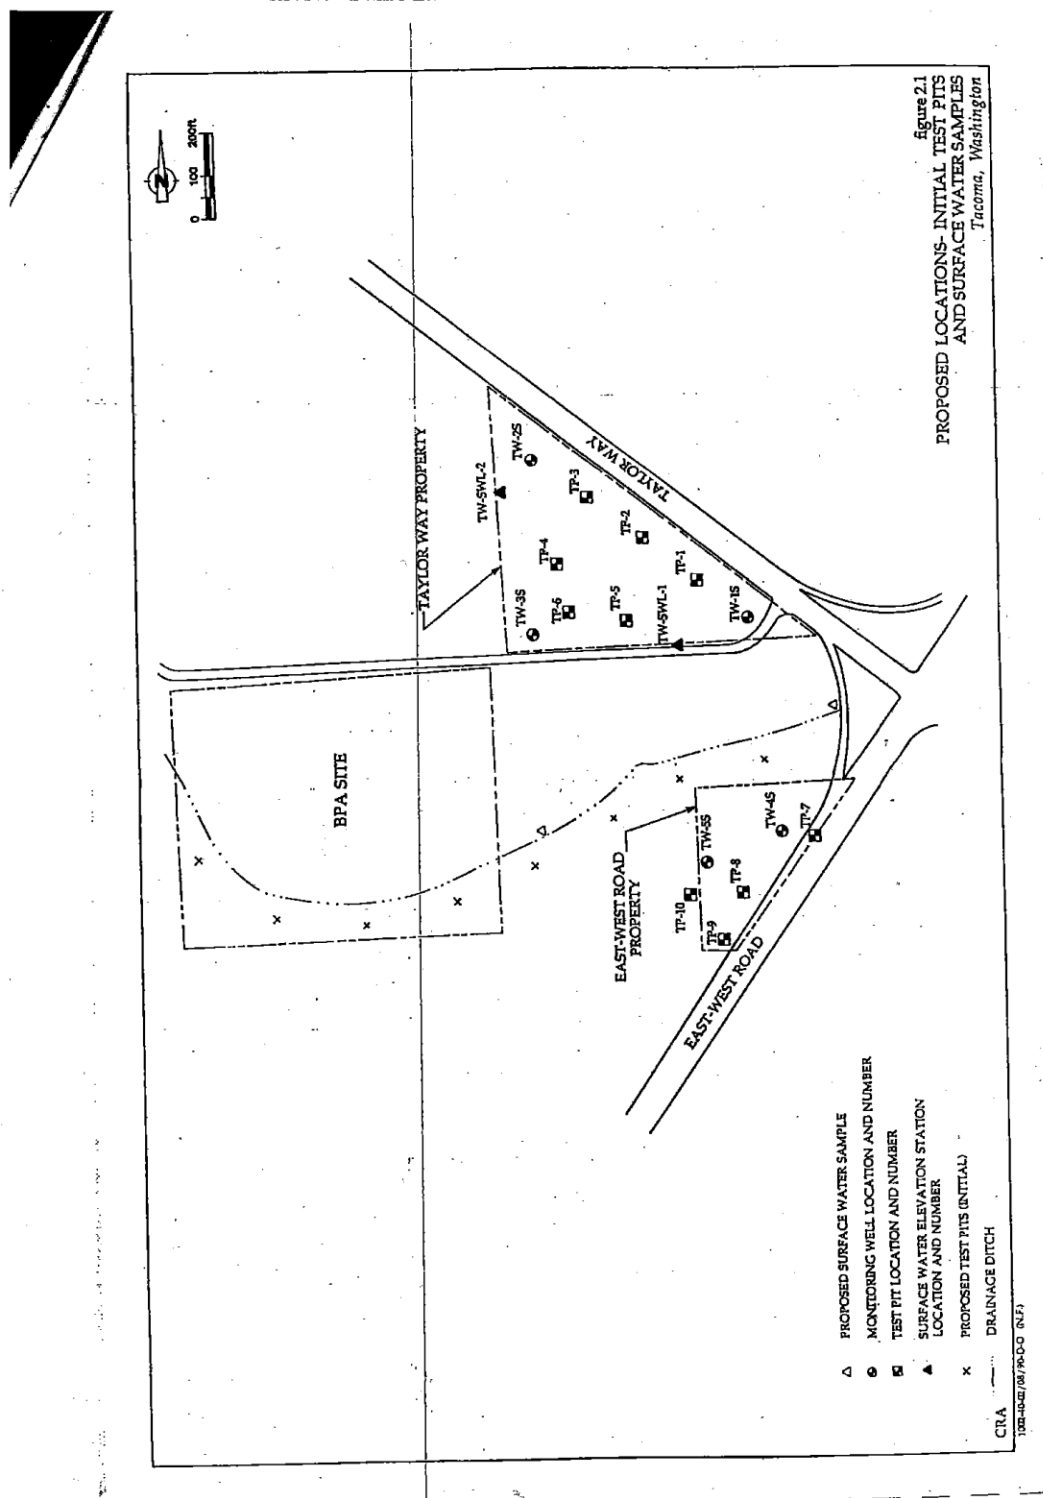 figure 2.1
PROPOSED LOCATIONS- INITIAL TEST PITS
AND SURFACE WATER SAMPLES
Tacoma, Washington
N
0 100 200ft
TAYLOR WAY PROPERTY
TW-SWL-2
TW-2S
TP-3
TAYLOR WAY
TP-2
TP-4
TP-1
TW-3S
TP-6
TP-5
TW-SWL-1
TW-1S
BPA SITE
EAST-WEST ROAD
PROPERTY
TW-5S
TW-4S
TP-7
TP-8
TP-10
TP-9
EAST-WEST ROAD
PROPOSED SURFACE WATER SAMPLE
MONITORING WELL LOCATION AND NUMBER
TEST PIT LOCATION AND NUMBER
SURFACE WATER ELEVATION STATION
LOCATION AND NUMBER
PROPOSED TEST PITS (INITIAL)
DRAINAGE DITCH
CRA